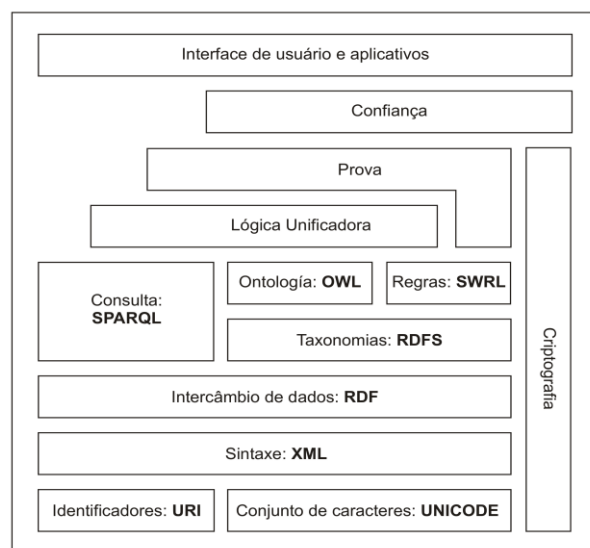 Interface de usuário e aplicativos
Confiança
Prova
Lógica Unificadora
Consulta:
SPARQL
Ontología: OWL
Regras: SWRL
Taxonomias: RDFS
Intercâmbio de dados: RDF
Sintaxe: XML
Identificadores: URI
Conjunto de caracteres: UNICODE
Criptografia